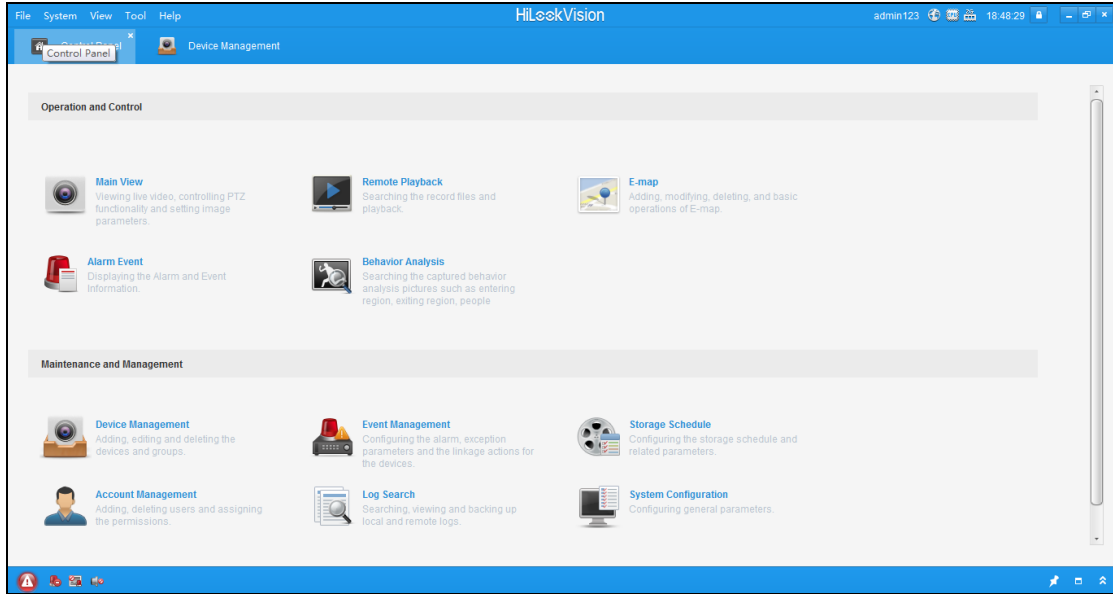 File System View Tool Help
HiLookVision
admin123
18:48:29
Control Panel
Device Management
Operation and Control
Main View
Viewing live video, controlling PTZ
functionality and setting image
parameters.
Remote Playback
Searching the record files and
playback.
E-map
Adding, modifying, deleting, and basic
operations of E-map.
Alarm Event
Displaying the Alarm and Event
Information.
Behavior Analysis
Searching the captured behavior
analysis pictures such as entering
region, exiting region, people
Maintenance and Management
Device Management
Adding, editing and deleting the
devices and groups.
Event Management
Configuring the alarm, exception
parameters and the linkage actions for
the devices.
Storage Schedule
Configuring the storage schedule and
related parameters.
Account Management
Adding, deleting users and assigning
the permissions.
Log Search
Searching, viewing and backing up
local and remote logs.
System Configuration
Configuring general parameters.